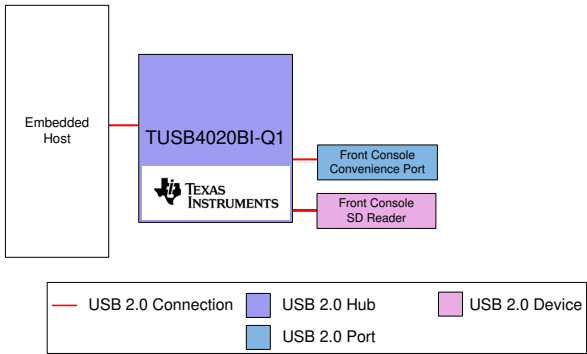 Embedded
Host
TUSB4020BI-Q1
TEXAS
INSTRUMENTS
Front Console
Convenience Port
Front Console
SD Reader
USB 2.0 Connection
USB 2.0 Hub
USB 2.0 Device
USB 2.0 Port